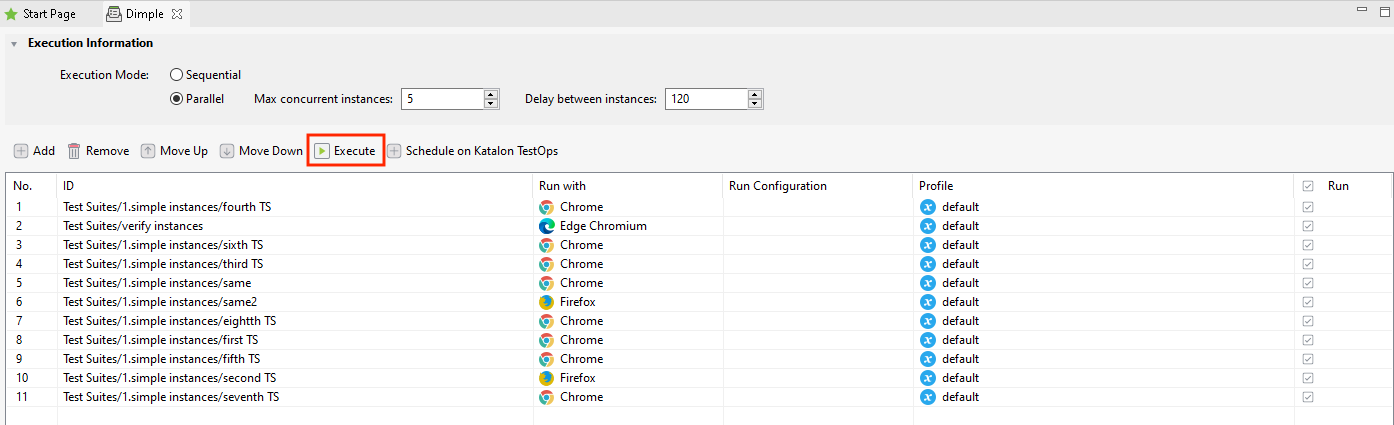 Start Page Dimple
Execution Information
Execution Mode: Sequential
Parallel Max concurrent instances: 5 Delay between instances: 120
Add Remove Move Up Move Down Execute Schedule on Katalon TestOps
No. ID Run with Run Configuration Profile Run
1 Test Suites/1.simple instances/fourth TS Chrome default
2 Test Suites/verify instances Edge Chromium default
3 Test Suites/1.simple instances/sixth TS Chrome default
4 Test Suites/1.simple instances/third TS Chrome default
5 Test Suites/1.simple instances/same Chrome default
6 Test Suites/1.simple instances/same2 Firefox default
7 Test Suites/1.simple instances/eightth TS Chrome default
8 Test Suites/1.simple instances/first TS Chrome default
9 Test Suites/1.simple instances/fifth TS Chrome default
10 Test Suites/1.simple instances/second TS Firefox default
11 Test Suites/1.simple instances/seventh TS Chrome default